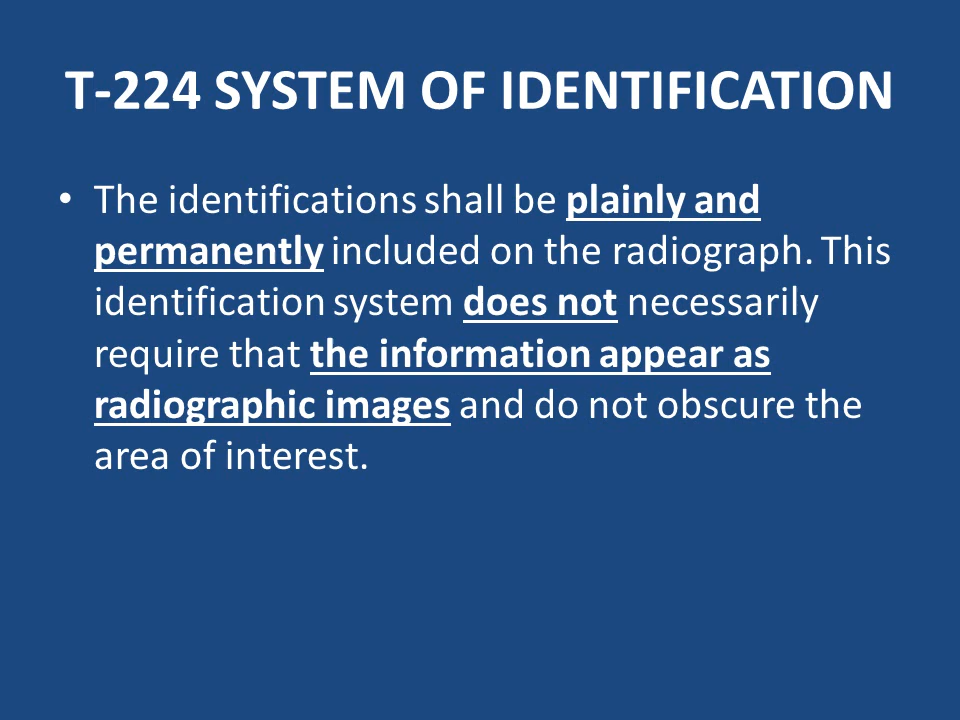 T-224 SYSTEM OF IDENTIFICATION
• The identifications shall be plainly and
permanently included on the radiograph. This
identification system does not necessarily
require that the information appear as
radiographic images and do not obscure the
area of interest.